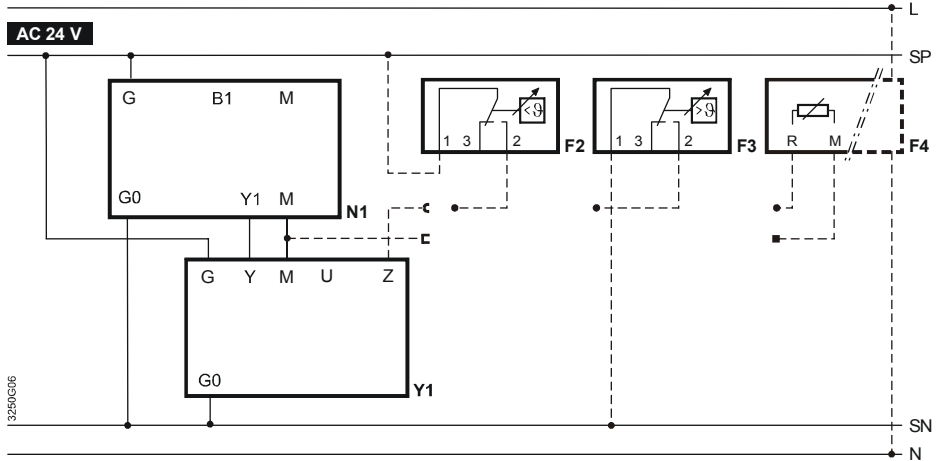 L
AC 24 V
SP
G B1 M
<ϑ
>ϑ
1 3 2 F2
1 3 2 F3
R M F4
G0 Y1 M N1
G Y M U Z
G0 Y1
3250G06
SN
N